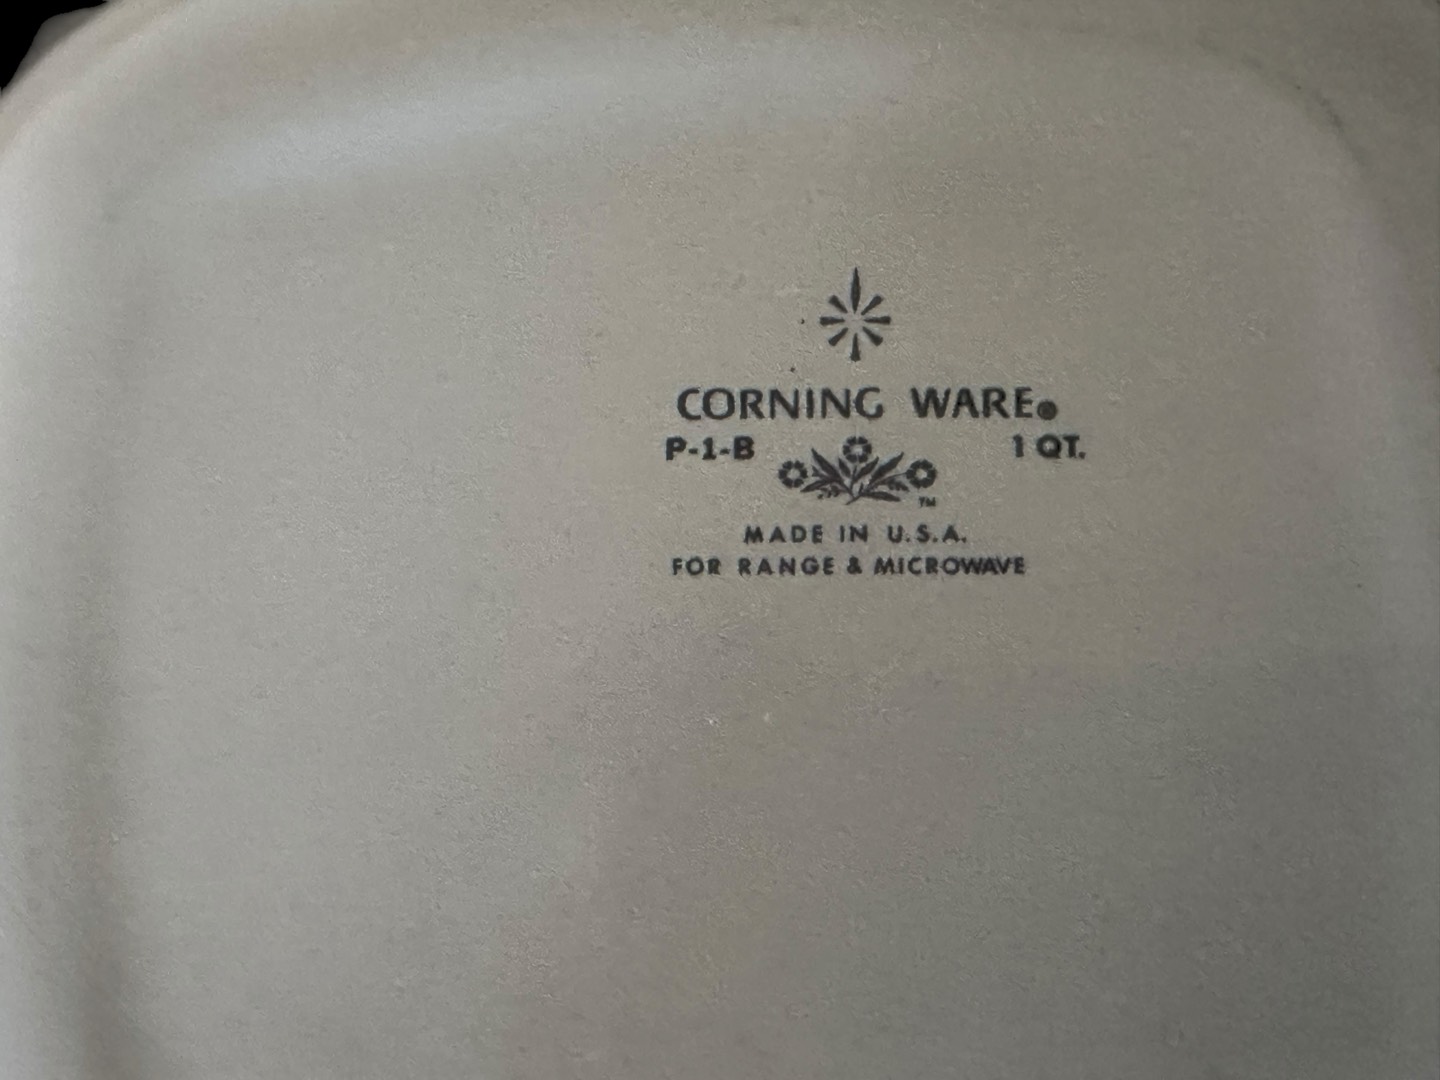 CORNING WARE®
P-1-B 1 QT.
TM
MADE IN U.S.A.
FOR RANGE & MICROWAVE